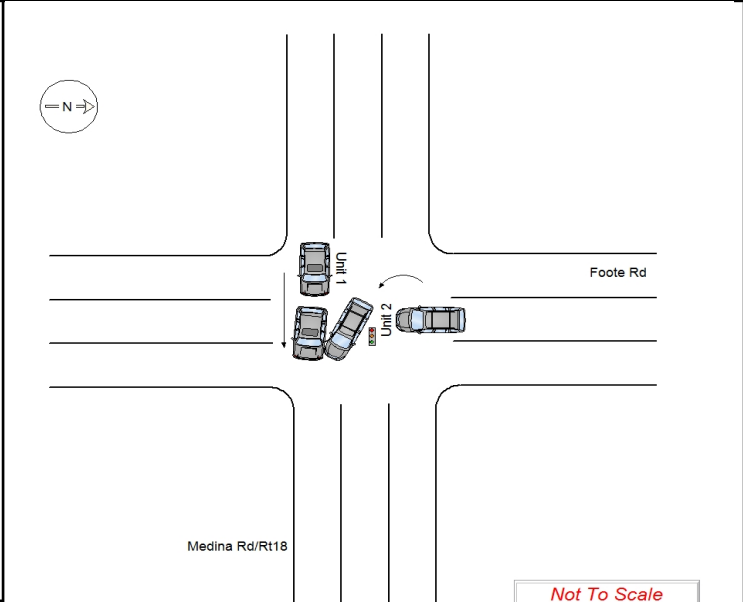 N
Unit 1
Foote Rd
Unit 2
Medina Rd/Rt18
Not To Scale